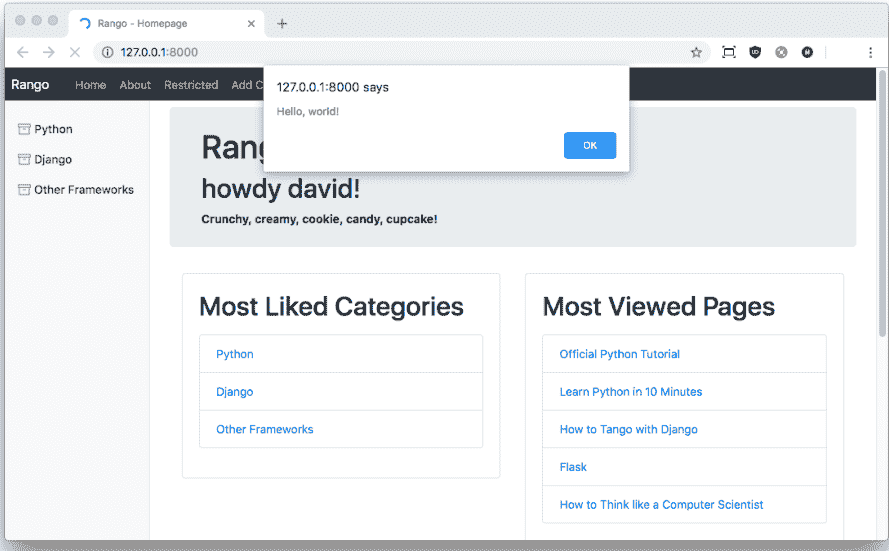 Rango - Homepage
127.0.0.1:8000
Rango Home About Restricted Add C
127.0.0.1:8000 says
Hello, world!
OK
Python
Django
Other Frameworks
Rang
howdy david!
Crunchy, creamy, cookie, candy, cupcake!
Most Liked Categories
Python
Django
Other Frameworks
Most Viewed Pages
Official Python Tutorial
Learn Python in 10 Minutes
How to Tango with Django
Flask
How to Think like a Computer Scientist